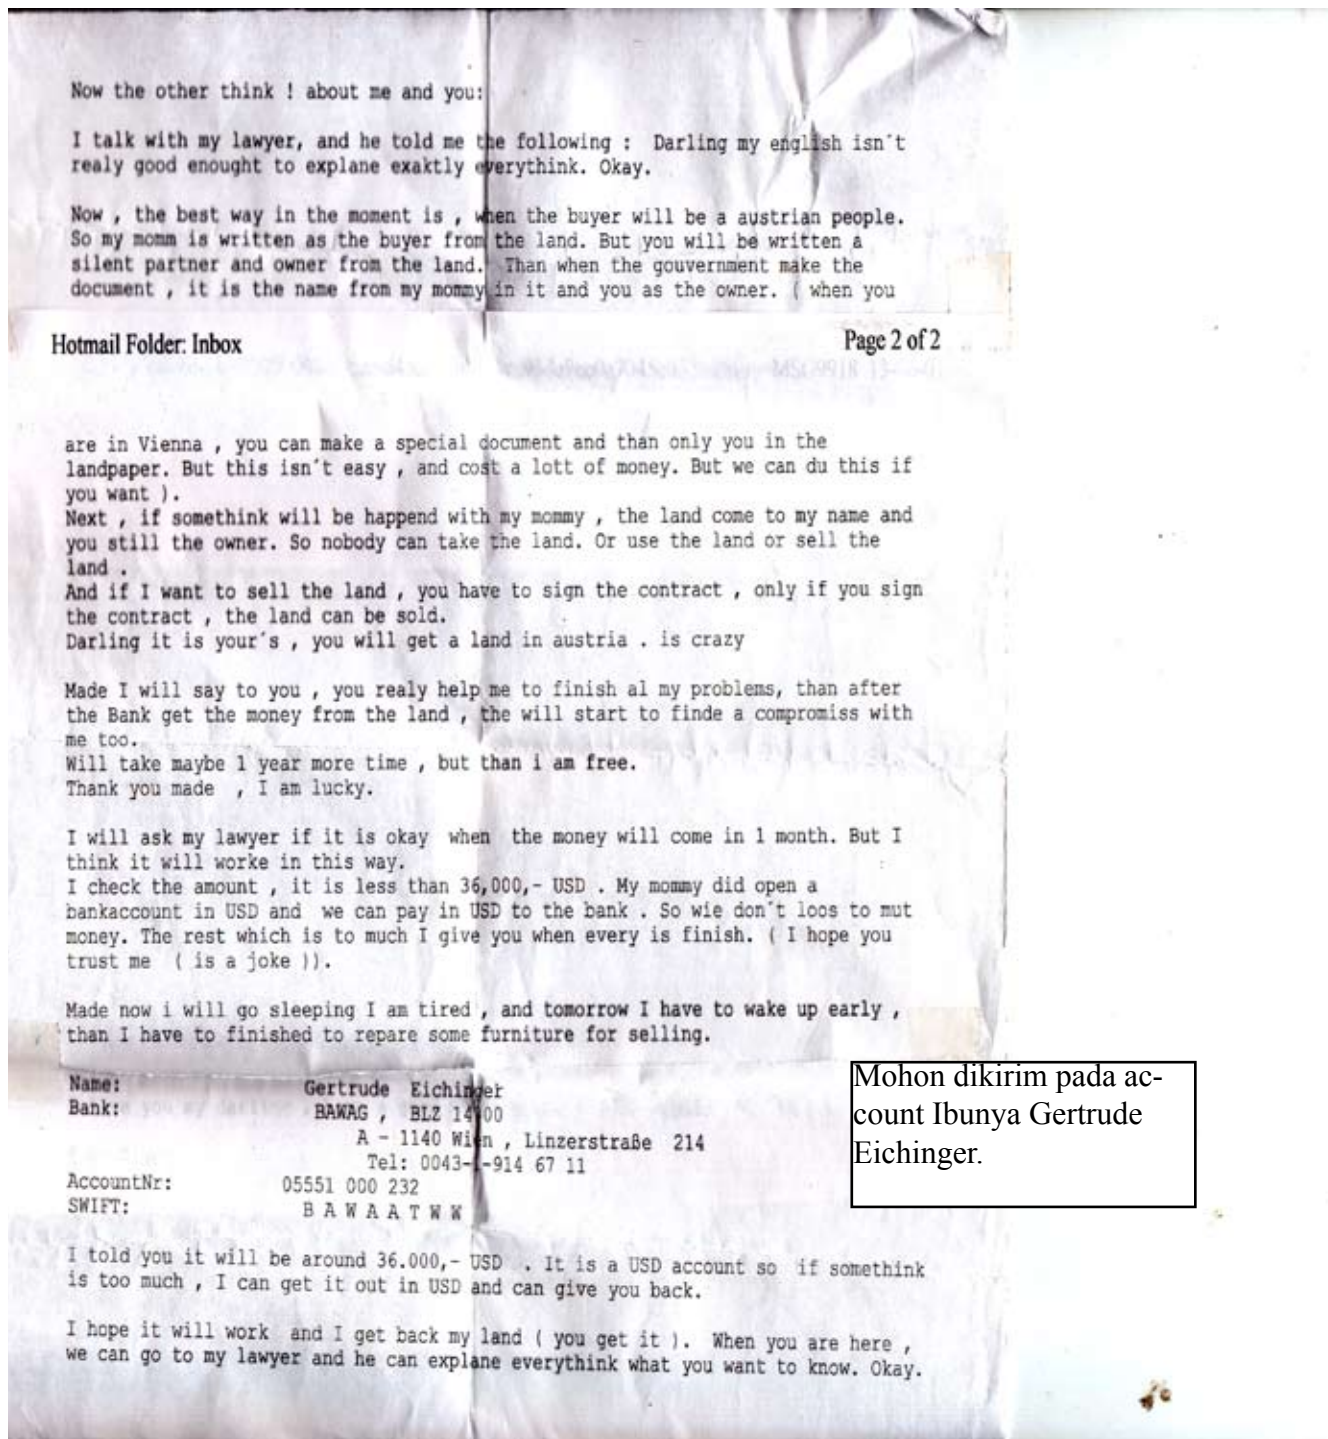 Now the other think ! about me and you:
I talk with my lawyer, and he told me the following : Darling my english isn´t
realy good enought to explane exaktly everythink. Okay.
Now , the best way in the moment is , when the buyer will be a austrian people.
So my momm is written as the buyer from the land. But you will be written a
silent partner and owner from the land. Than when the gouvernment make the
document , it is the name from my mommy in it and you as the owner. ( when you
Hotmail Folder: Inbox Page 2 of 2
are in Vienna , you can make a special document and than only you in the
landpaper. But this isn´t easy , and cost a lott of money. But we can du this if
you want ).
Next , if somethink will be happend with my mommy , the land come to my name and
you still the owner. So nobody can take the land. Or use the land or sell the
land .
And if I want to sell the land , you have to sign the contract , only if you sign
the contract , the land can be sold.
Darling it is your´s , you will get a land in austria . is crazy
Made I will say to you , you realy help me to finish al my problems, than after
the Bank get the money from the land , the will start to finde a compromiss with
me too.
Will take maybe 1 year more time , but than i am free.
Thank you made , I am lucky.
I will ask my lawyer if it is okay when the money will come in 1 month. But I
think it will worke in this way.
I check the amount , it is less than 36,000,- USD . My mommy did open a
bankaccount in USD and we can pay in USD to the bank . So wie don´t loos to mut
money. The rest which is to much I give you when every is finish. ( I hope you
trust me ( is a joke )).
Made now i will go sleeping I am tired , and tomorrow I have to wake up early ,
than I have to finished to repare some furniture for selling.
Name: Gertrude Eichinger
Bank: BAWAG , BLZ 14000
A - 1140 Wien , Linzerstraße 214
Tel: 0043-1-914 67 11
AccountNr: 05551 000 232
SWIFT: B A W A A T W W
Mohon dikirim pada ac-
count Ibunya Gertrude
Eichinger.
I told you it will be around 36.000,- USD . It is a USD account so if somethink
is too much , I can get it out in USD and can give you back.
I hope it will work and I get back my land ( you get it ). When you are here ,
we can go to my lawyer and he can explane everythink what you want to know. Okay.